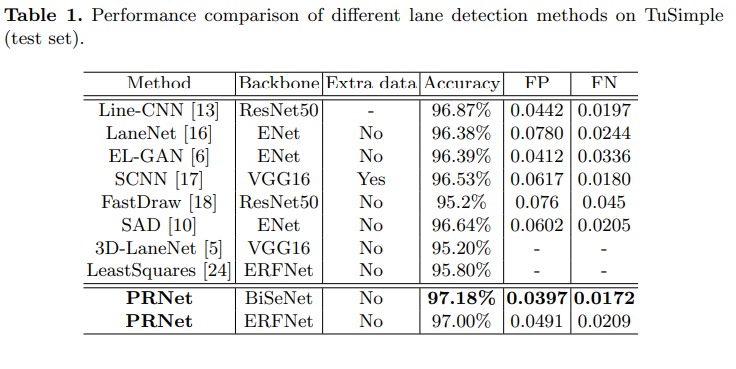 Table 1. Performance comparison of different lane detection methods on TuSimple
(test set).
Method Backbone Extra data Accuracy FP FN
Line-CNN [13] ResNet50 - 96.87% 0.0442 0.0197
LaneNet [16] ENet No 96.38% 0.0780 0.0244
EL-GAN [6] ENet No 96.39% 0.0412 0.0336
SCNN [17] VGG16 Yes 96.53% 0.0617 0.0180
FastDraw [18] ResNet50 No 95.2% 0.076 0.045
SAD [10] ENet No 96.64% 0.0602 0.0205
3D-LaneNet [5] VGG16 No 95.20% - -
LeastSquares [24] ERFNet No 95.80% - -
PRNet BiSeNet No 97.18% 0.0397 0.0172
PRNet ERFNet No 97.00% 0.0491 0.0209